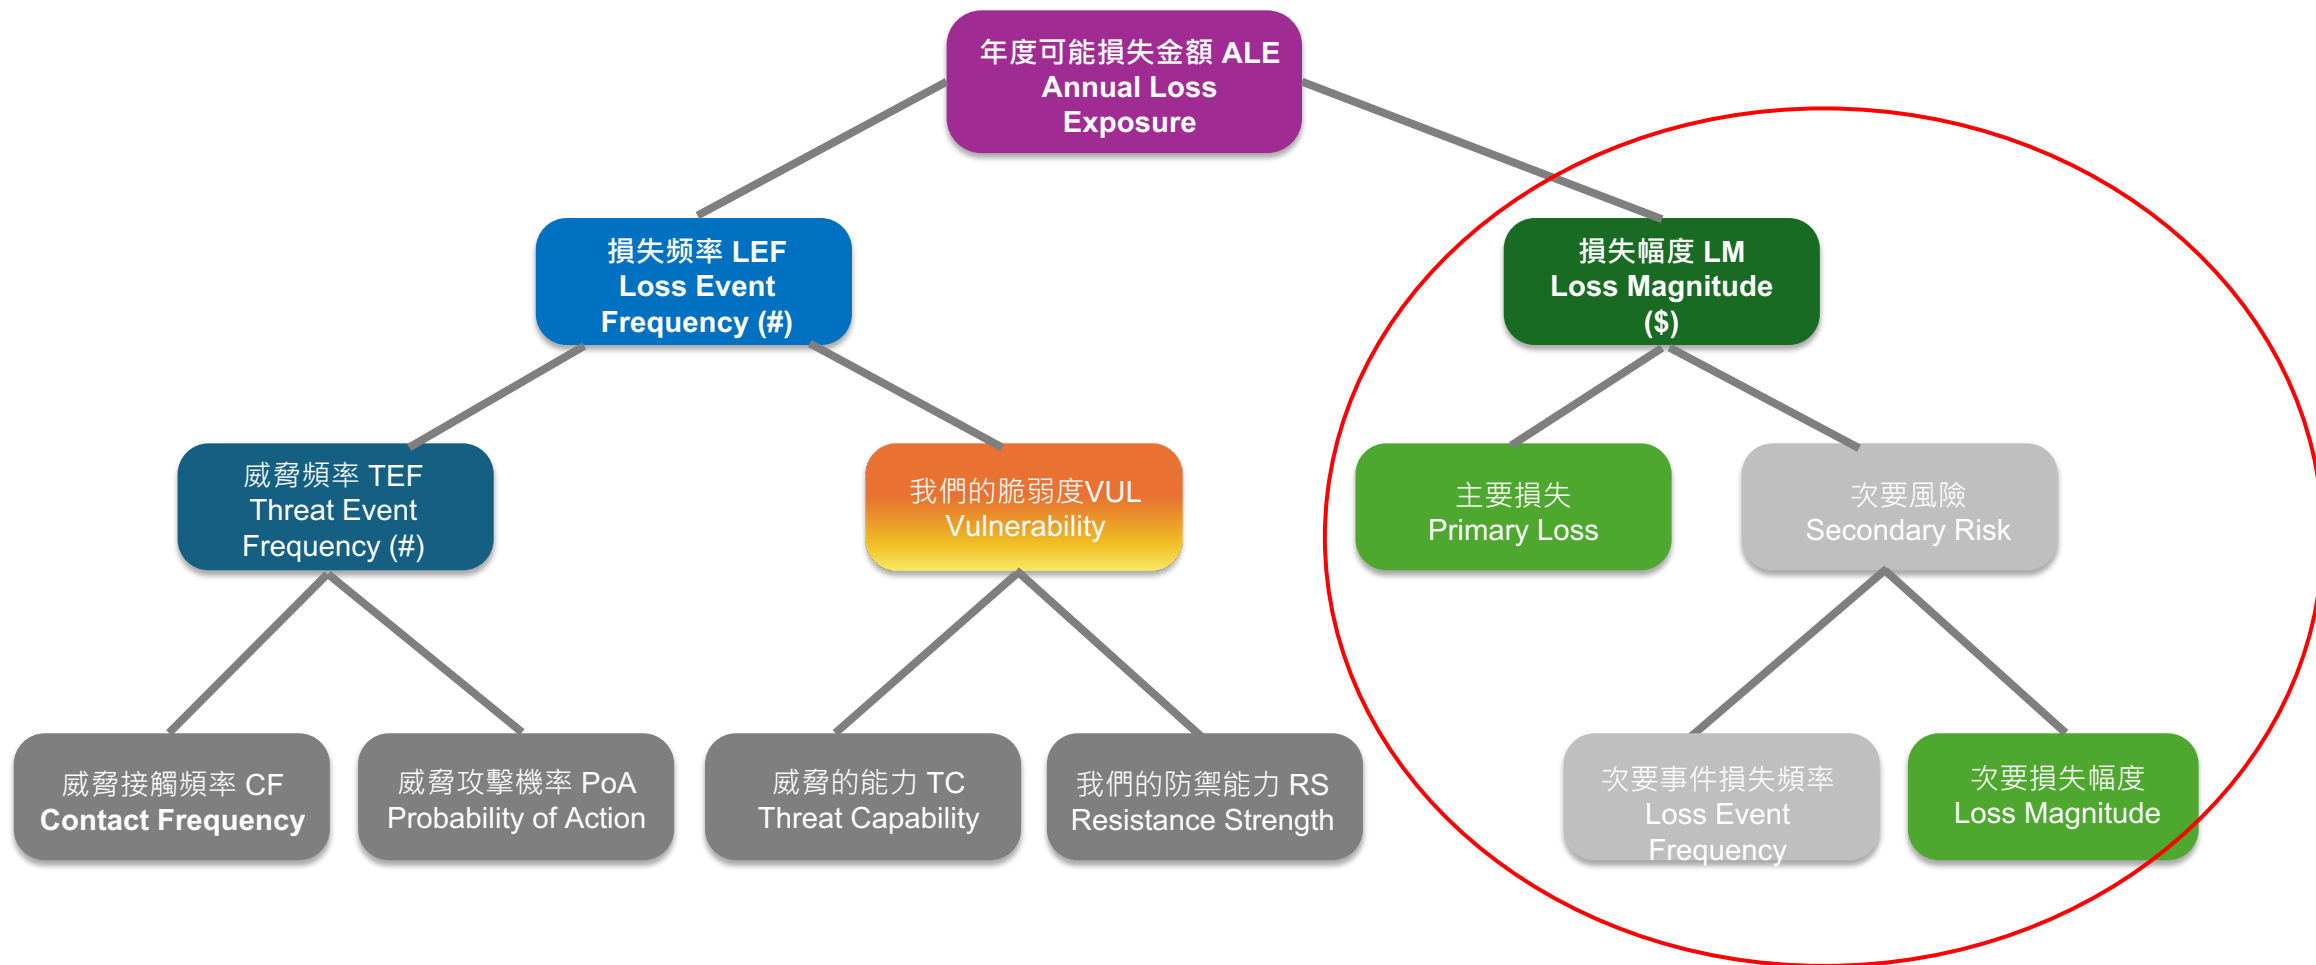 年度可能損失金額 ALE
Annual Loss
Exposure
損失頻率 LEF
Loss Event
Frequency (#)
損失幅度 LM
Loss Magnitude
($)
威脅頻率 TEF
Threat Event
Frequency (#)
我們的脆弱度VUL
Vulnerability
主要損失
Primary Loss
次要風險
Secondary Risk
威脅接觸頻率 CF
Contact Frequency
威脅攻擊機率 PoA
Probability of Action
威脅的能力 TC
Threat Capability
我們的防禦能力 RS
Resistance Strength
次要事件損失頻率
Loss Event
Frequency
次要損失幅度
Loss Magnitude